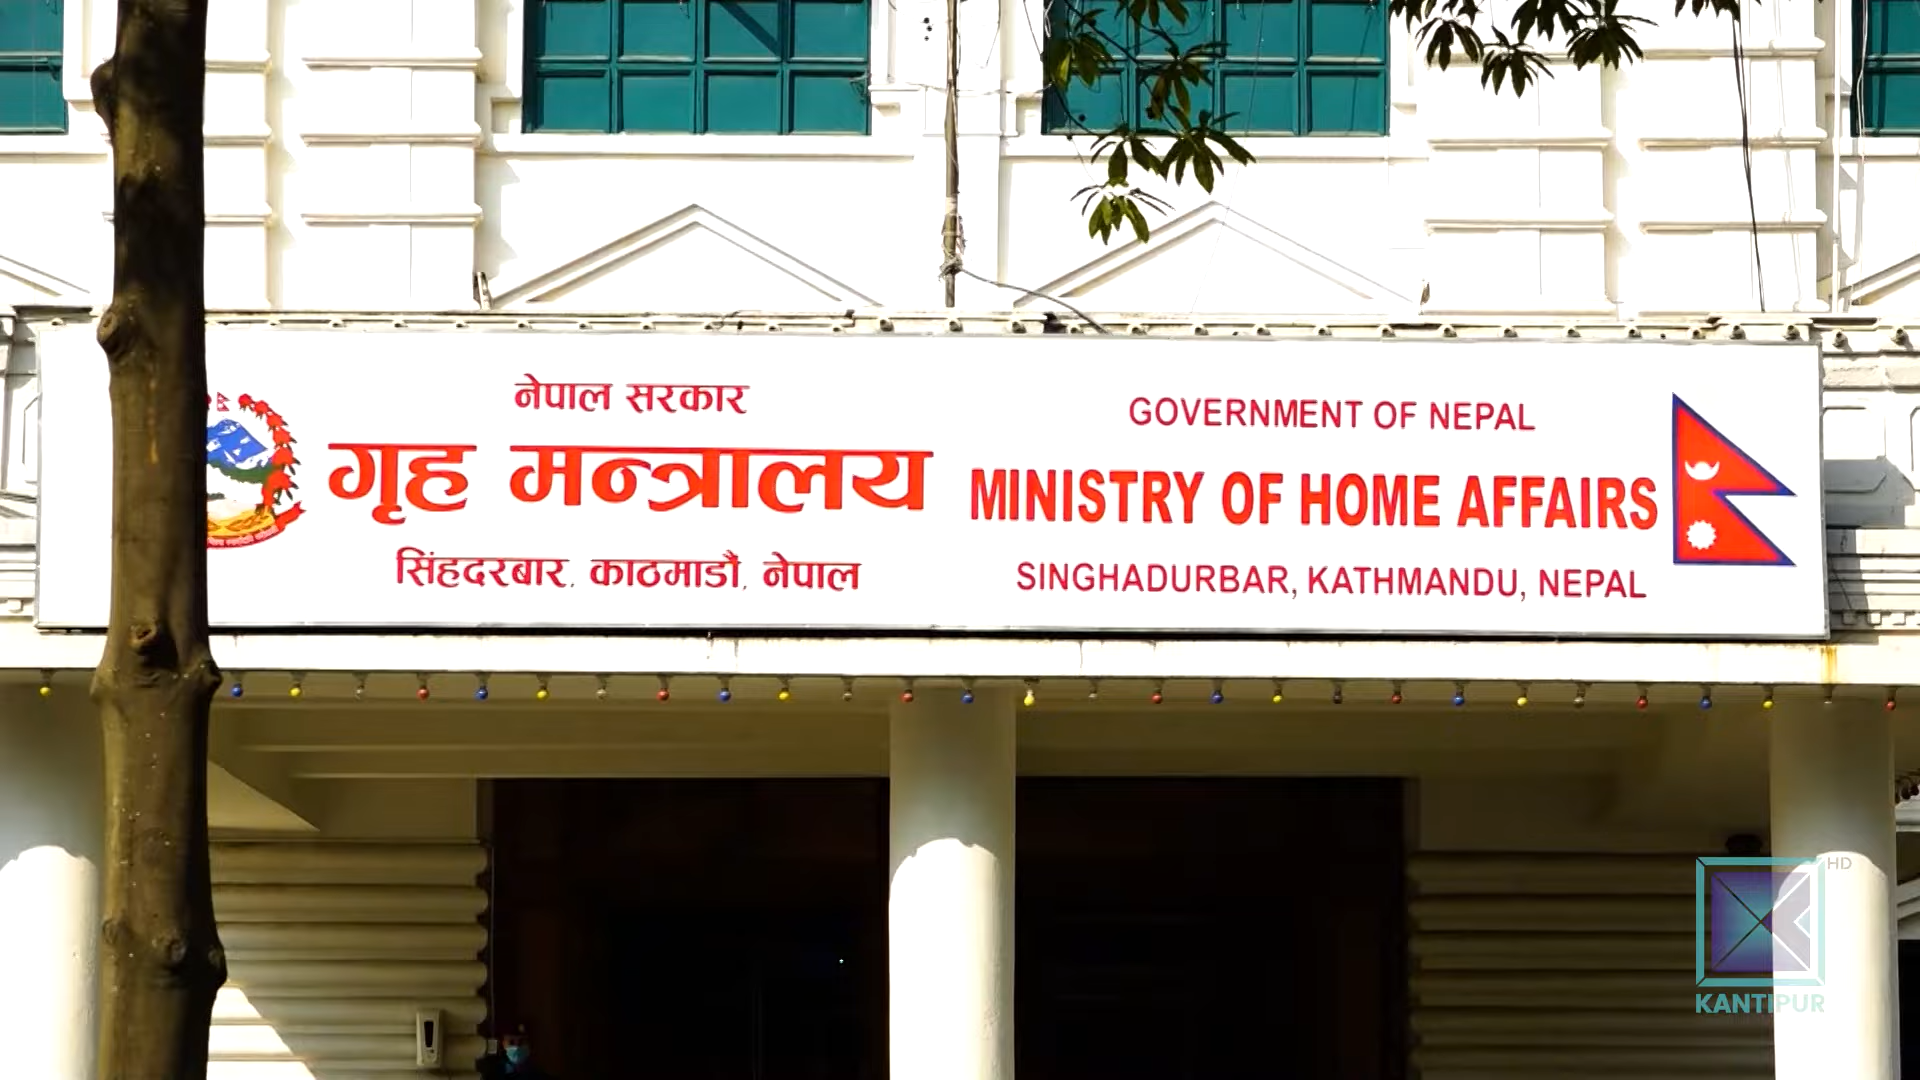 नेपाल सरकार
गृह मन्त्रालय
सिंहदरबार, काठमाडौं, नेपाल
GOVERNMENT OF NEPAL
MINISTRY OF HOME AFFAIRS
SINGHADURBAR, KATHMANDU, NEPAL
HD
KANTIPUR